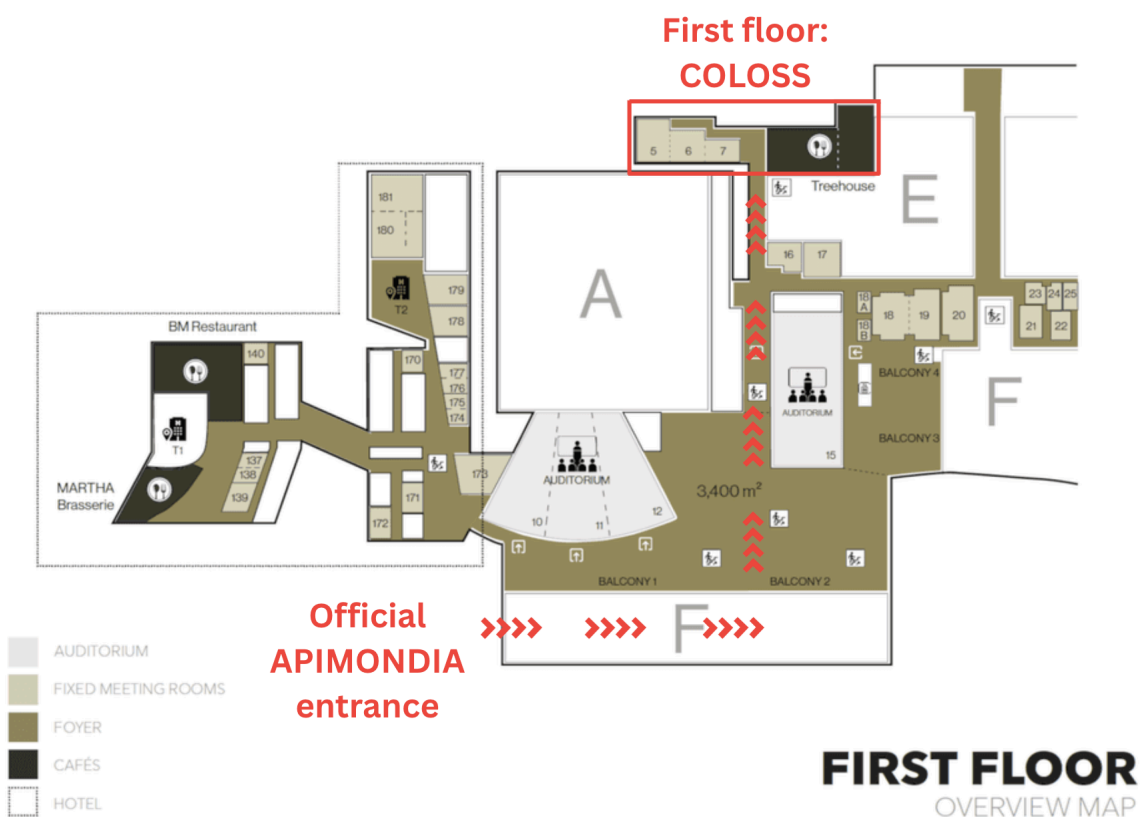 First floor:
COLOSS
5
6
7
Treehouse
E
181
180
A
16
17
179
T2
178
18
A
18
19
20
23
24
25
BM Restaurant
18
B
21
22
140
170
BALCONY 4
177
176
175
174
AUDITORIUM
F
T1
BALCONY 3
137
138
139
173
AUDITORIUM
15
MARTHA
Brasserie
3,400 m²
171
172
10
11
12
BALCONY 1
BALCONY 2
Official
APIMONDIA
entrance
F
AUDITORIUM
FIXED MEETING ROOMS
FOYER
CAFÉS
HOTEL
FIRST FLOOR
OVERVIEW MAP